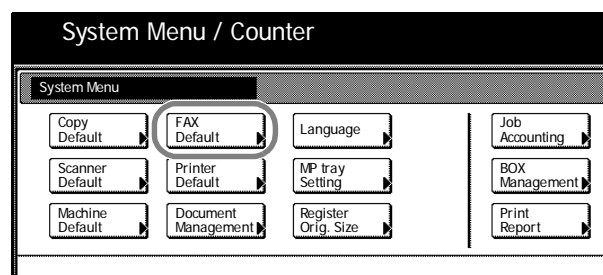 System Menu / Counter
System Menu
Copy
Default
FAX
Default
Language
Job
Accounting
Scanner
Default
Printer
Default
MP tray
Setting
BOX
Management
Machine
Default
Document
Management
Register
Orig. Size
Print
Report